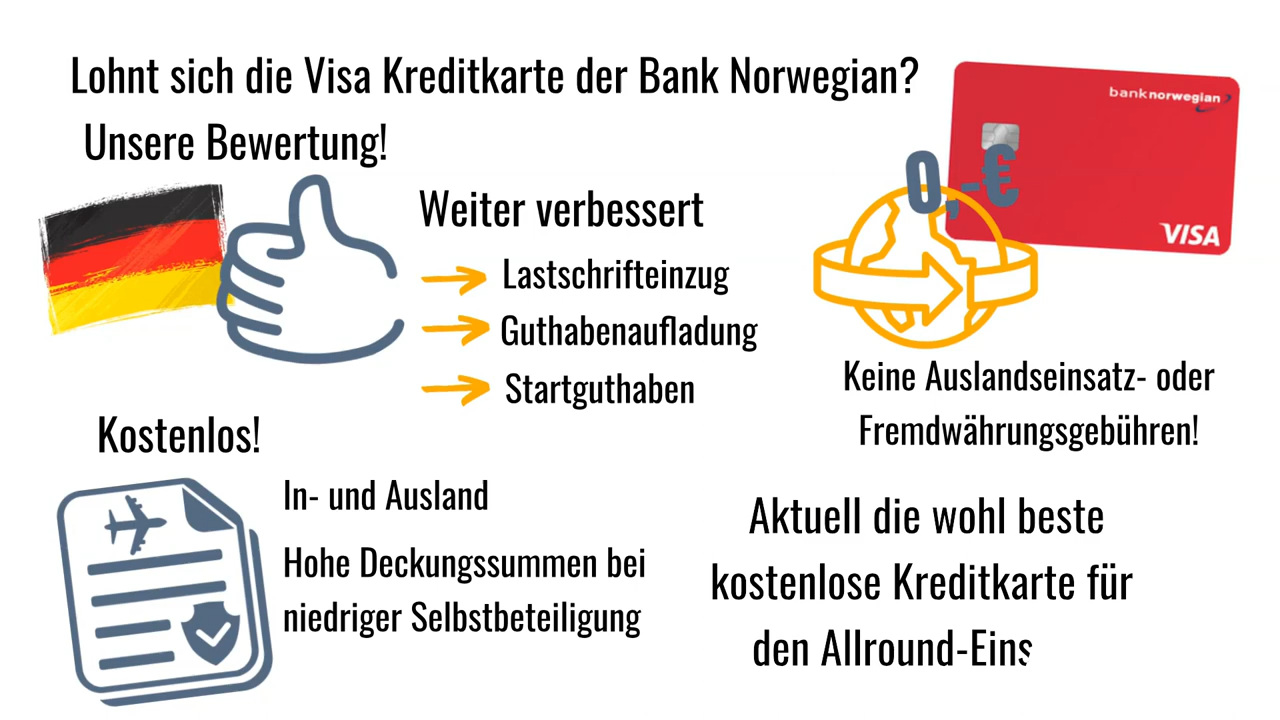 Lohnt sich die Visa Kreditkarte der Bank Norwegian?
Unsere Bewertung!
banknorwegian
VISA
0,-€
Weiter verbessert
Lastschrifteinzug
Guthabenaufladung
Startguthaben
Keine Auslandseinsatz- oder
Fremdwährungsgebühren!
Kostenlos!
In- und Ausland
Hohe Deckungssummen bei
niedriger Selbstbeteiligung
Aktuell die wohl beste
kostenlose Kreditkarte für
den Allround-Eins